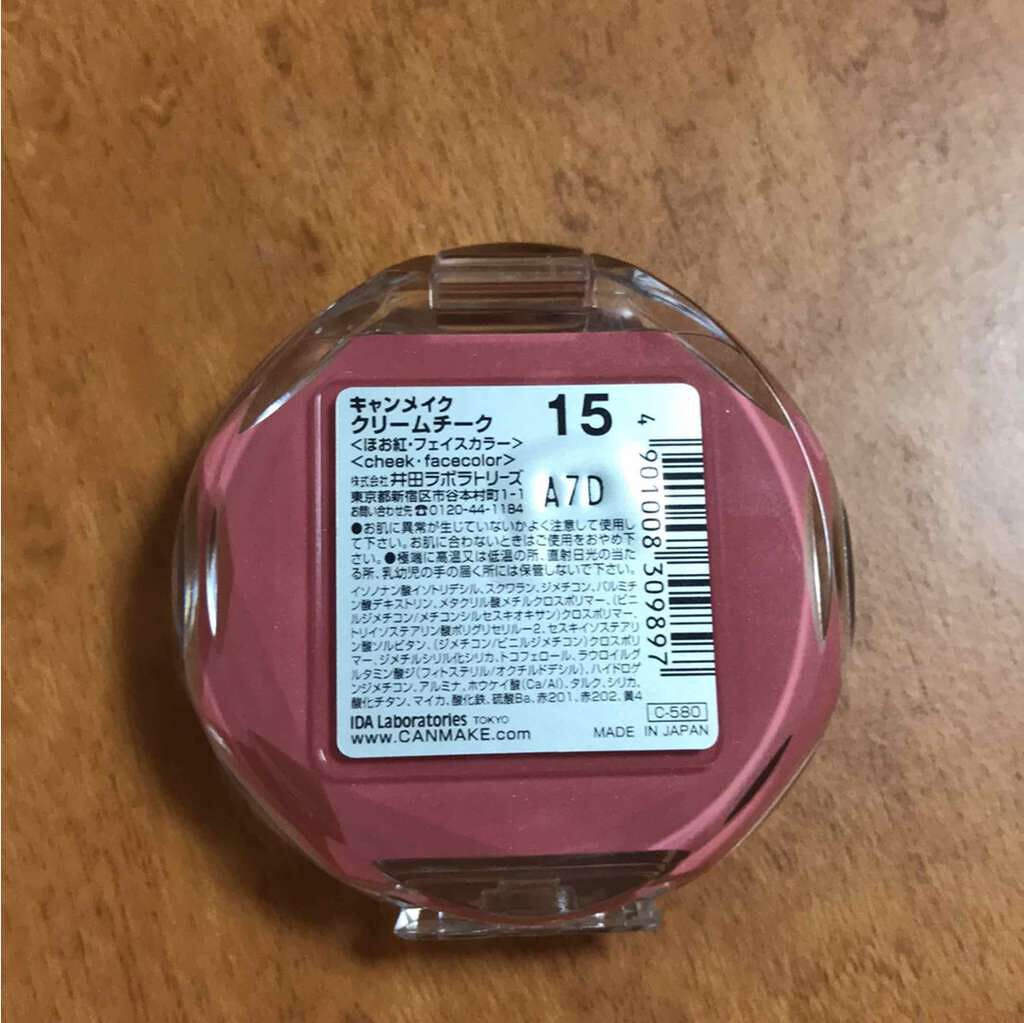 キャンメイク
クリームチーク
15
<ほお紅・フェイスカラー>
<cheek・facecolor>
株式会社 井田ラボラトリーズ
A7D
東京都新宿区市谷本村町1-1
お問い合わせ先☎0120-44-1184
●お肌に異常が生じていないかよく注意して使用し
て下さい。お肌に合わないときはご使用をおやめ下
さい。●極端に高温又は低温の所、直射日光の当た
る所、乳幼児の手の届く所には保管しないで下さい。
イソノナン酸イソトリデシル、スクワラン、ジメチコン、パルミチ
ン酸デキストリン、メタクリル酸メチルクロスポリマー、(ビニ
ルジメチコン/メチコンシルセスキオキサン)クロスポリマー、
トリイソステアリン酸ポリグリセリル-2、セスキイソステアリ
ン酸ソルビタン、(ジメチコン/ビニルジメチコン)クロスポリ
マー、ジメチルシリル化シリカ、トコフェロール、ラウロイルグ
ルタミン酸ジ(フィトステリル/オクチルドデシル)、ハイドロゲ
ンジメチコン、アルミナ、ホウケイ酸(Ca/Al)、タルク、シリカ、
酸化チタン、マイカ、酸化鉄、硫酸Ba、赤201、赤202、黄4
IDA Laboratories TOKYO
www.CANMAKE.com
C-580
MADE IN JAPAN
4 901008 309897